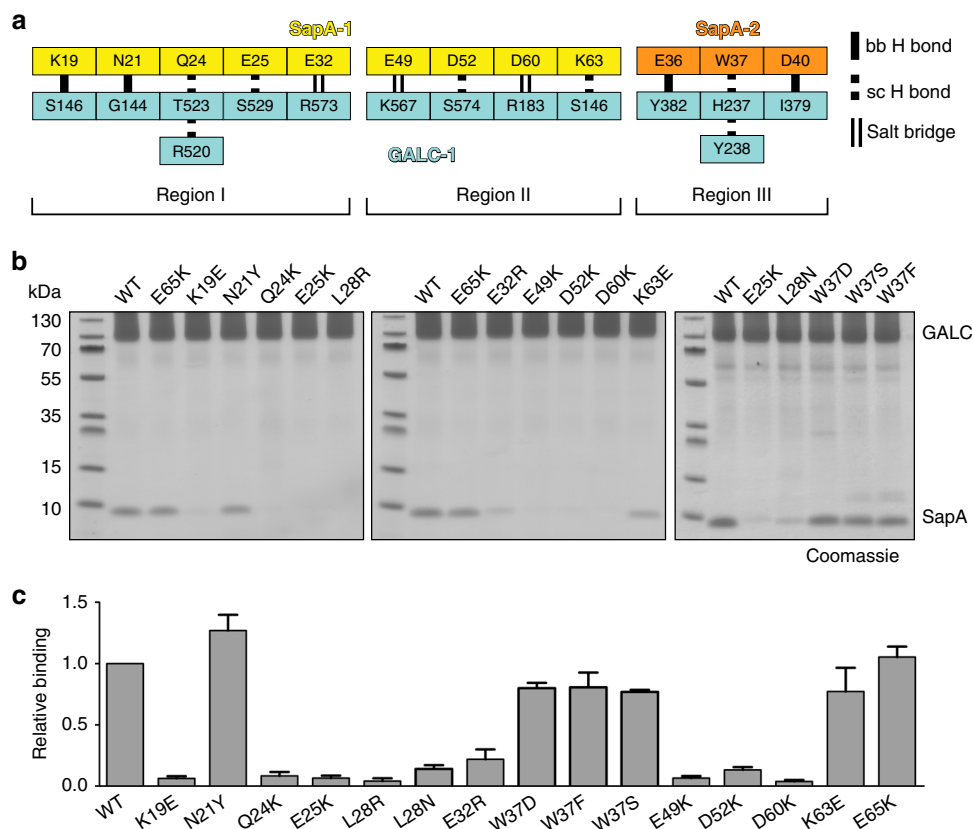 a
SapA-1 SapA-2
K19 N21 Q24 E25 E32 E49 D52 D60 K63 E36 W37 D40
S146 G144 T523 S529 R573 K567 S574 R183 S146 Y382 H237 I379
R520 GALC-1 Y238
bb H bond
sc H bond
Salt bridge
Region I Region II Region III
b
kDa WT E65K K19E N21Y Q24K E25K L28R WT E65K E32R E49K D52K D60K K63E WT E25K L28N W37D W37S W37F
130
70
55
35
15
10
GALC
SapA
Coomassie
c
Relative binding
1.5
1.0
0.5
0.0
WT K19E N21Y Q24K E25K L28R L28N E32R W37D W37F W37S E49K D52K D60K K63E E65K